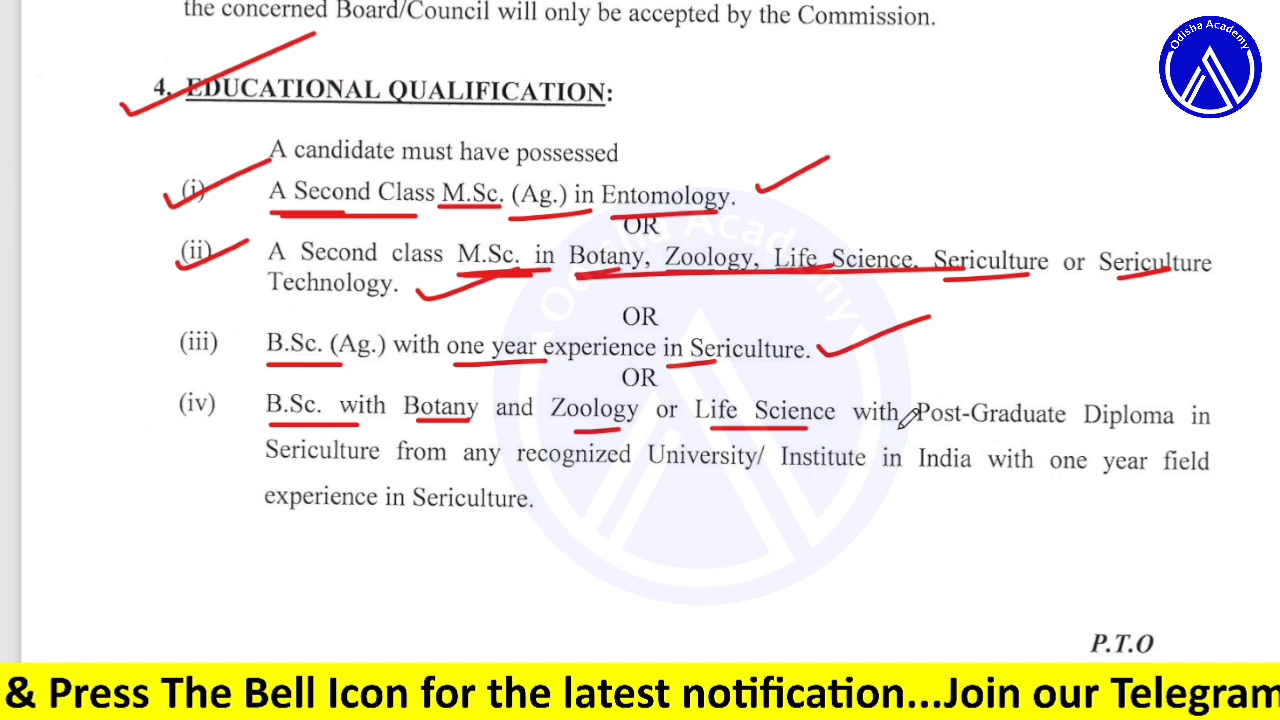 the concerned Board/Council will only be accepted by the Commission.
Odisha Academy
4. EDUCATIONAL QUALIFICATION:
A candidate must have possessed
(i) A Second Class M.Sc. (Ag.) in Entomology.
OR
(ii) A Second class M.Sc. in Botany, Zoology, Life Science, Sericulture or Sericulture
Technology.
OR
(iii) B.Sc. (Ag.) with one year experience in Sericulture.
OR
(iv) B.Sc. with Botany and Zoology or Life Science with Post-Graduate Diploma in
Sericulture from any recognized University/ Institute in India with one year field
experience in Sericulture.
Odisha Academy
P.T.O
& Press The Bell Icon for the latest notification...Join our Telegram